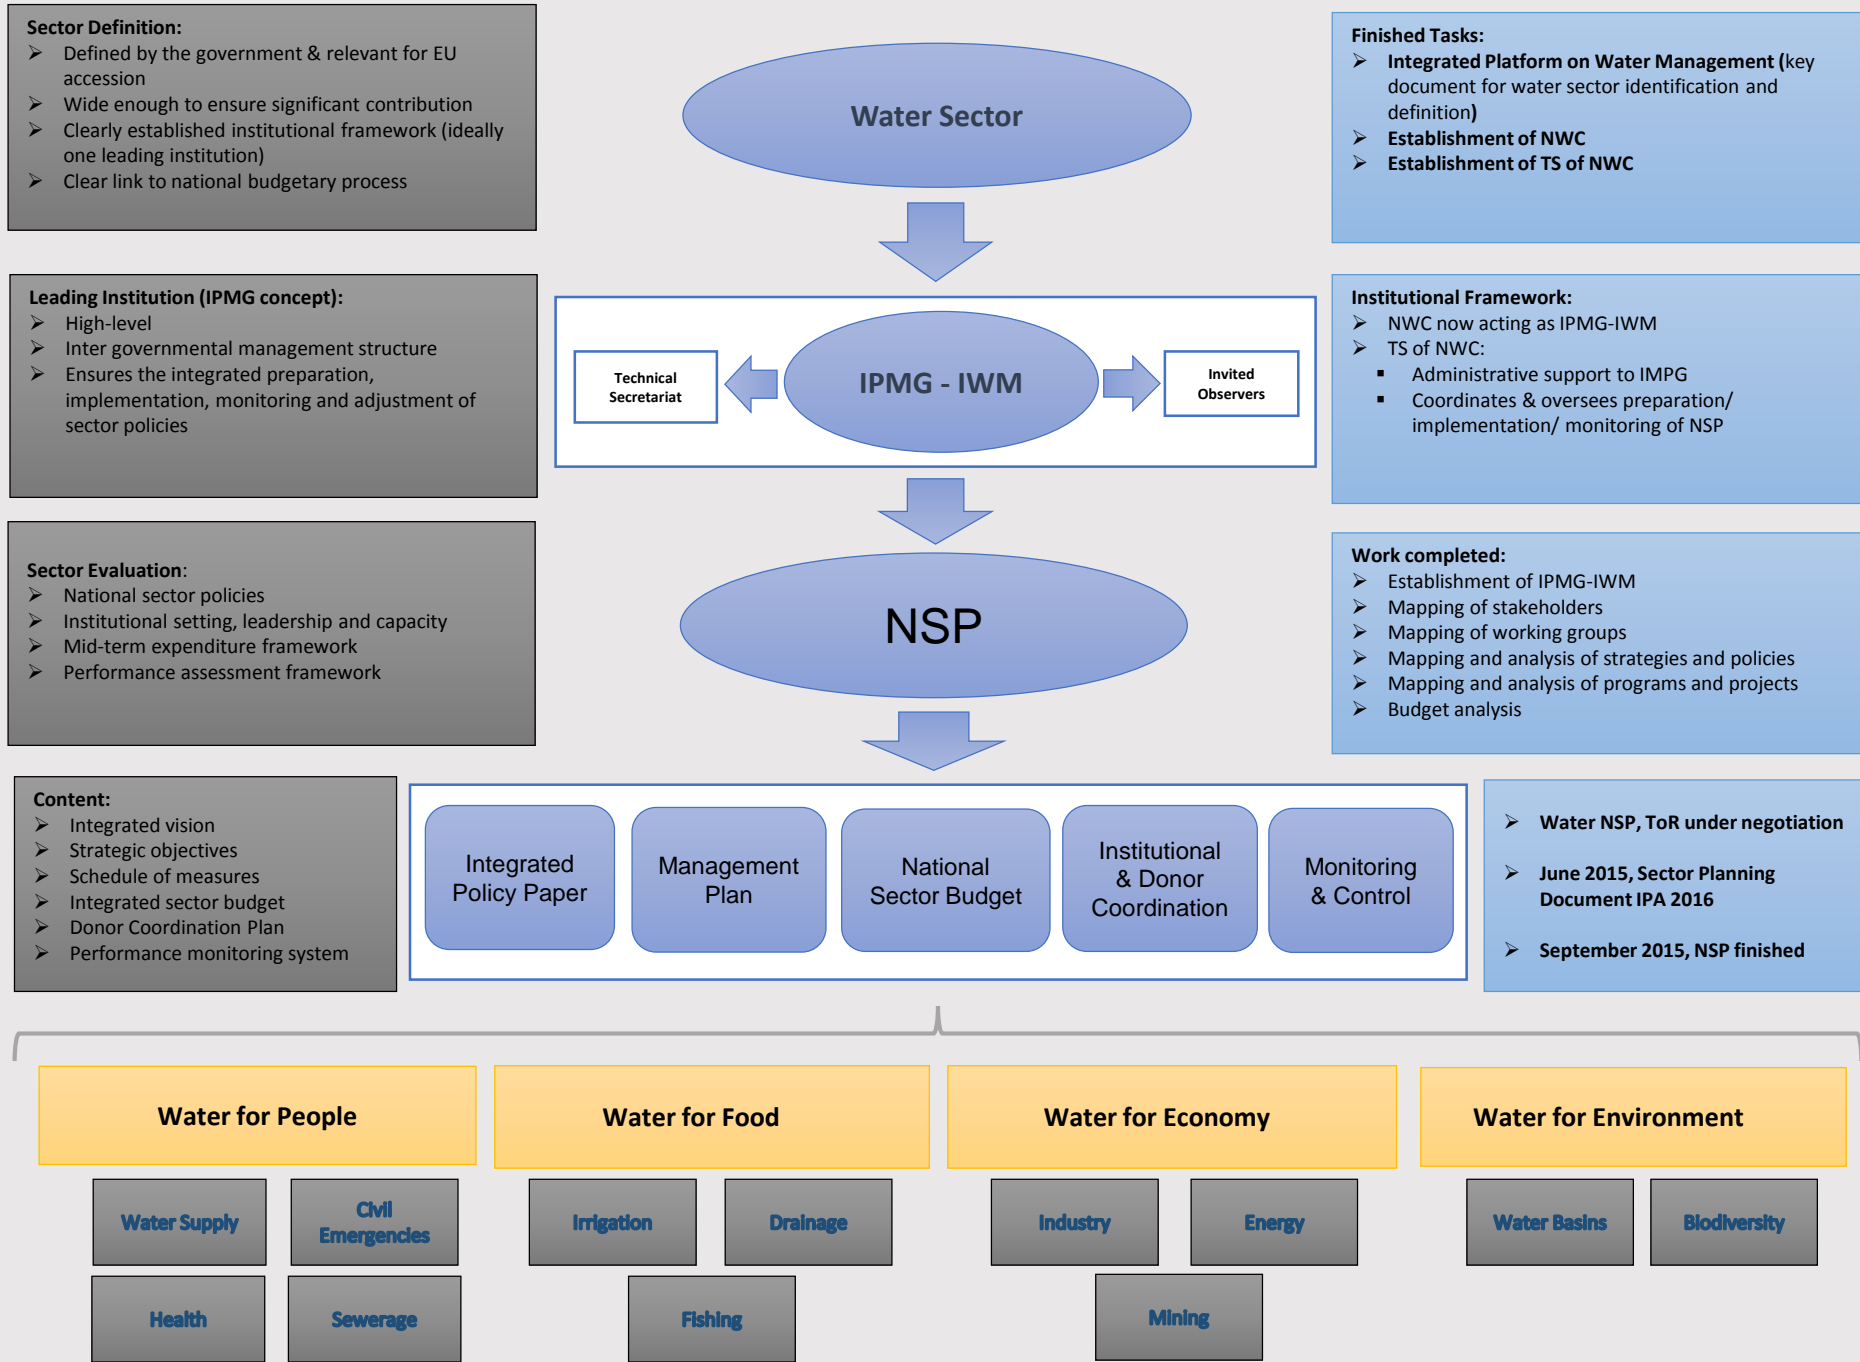 Sector Definition:
➢ Defined by the government & relevant for EU
accession
➢ Wide enough to ensure significant contribution
➢ Clearly established institutional framework (ideally
one leading institution)
➢ Clear link to national budgetary process
Water Sector
Finished Tasks:
➢ Integrated Platform on Water Management (key
document for water sector identification and
definition)
➢ Establishment of NWC
➢ Establishment of TS of NWC
Leading Institution (IPMG concept):
➢ High-level
➢ Inter governmental management structure
➢ Ensures the integrated preparation,
implementation, monitoring and adjustment of
sector policies
Technical
Secretariat
IPMG - IWM
Invited
Observers
Institutional Framework:
➢ NWC now acting as IPMG-IWM
➢ TS of NWC:
▪ Administrative support to IMPG
▪ Coordinates & oversees preparation/
implementation/ monitoring of NSP
Sector Evaluation:
➢ National sector policies
➢ Institutional setting, leadership and capacity
➢ Mid-term expenditure framework
➢ Performance assessment framework
NSP
Work completed:
➢ Establishment of IPMG-IWM
➢ Mapping of stakeholders
➢ Mapping of working groups
➢ Mapping and analysis of strategies and policies
➢ Mapping and analysis of programs and projects
➢ Budget analysis
Content:
➢ Integrated vision
➢ Strategic objectives
➢ Schedule of measures
➢ Integrated sector budget
➢ Donor Coordination Plan
➢ Performance monitoring system
Integrated
Policy Paper
Management
Plan
National
Sector Budget
Institutional
& Donor
Coordination
Monitoring
& Control
➢ Water NSP, ToR under negotiation
➢ June 2015, Sector Planning
Document IPA 2016
➢ September 2015, NSP finished
Water for People
Water for Food
Water for Economy
Water for Environment
Water Supply
Civil
Emergencies
Irrigation
Drainage
Industry
Energy
Water Basins
Biodiversity
Health
Sewerage
Fishing
Mining